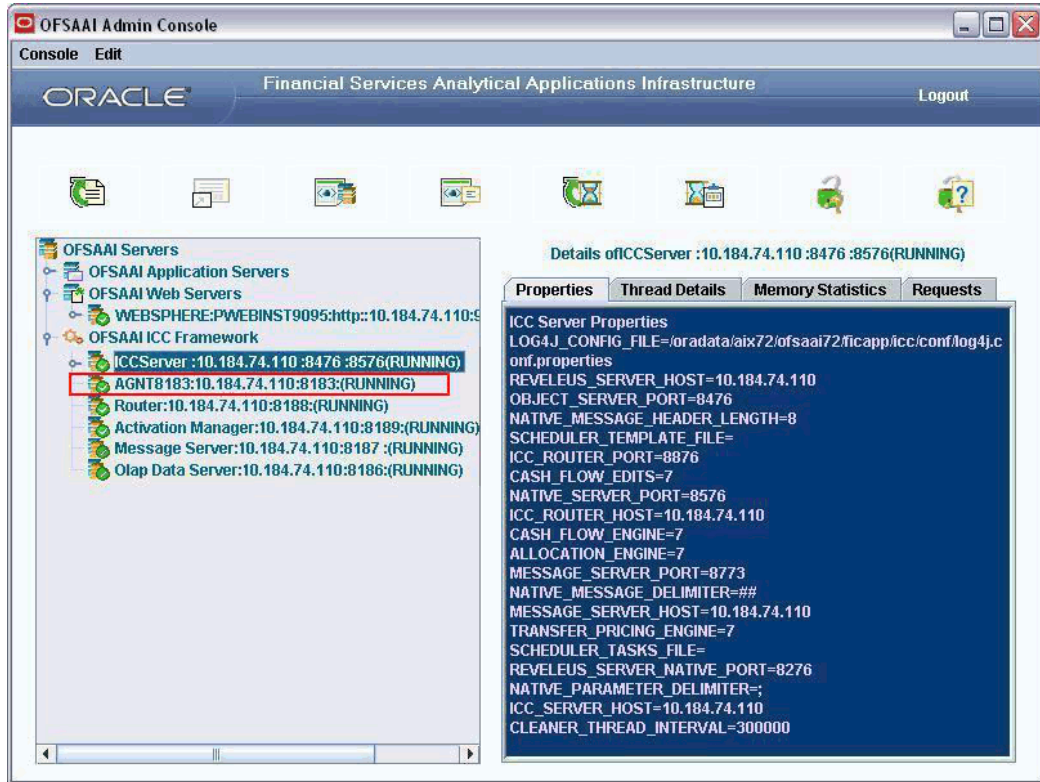 OFSAAI Admin Console
Console Edit
ORACLE
Financial Services Analytical Applications Infrastructure
Logout
OFSAAI Servers
OFSAAI Application Servers
OFSAAI Web Servers
WEBSPHERE:PWEBINST9095:http::10.184.74.110:9
OFSAAI ICC Framework
ICCServer :10.184.74.110 :8476 :8576(RUNNING)
AGNT8183:10.184.74.110:8183:(RUNNING)
Router:10.184.74.110:8188:(RUNNING)
Activation Manager:10.184.74.110:8189:(RUNNING)
Message Server:10.184.74.110:8187 :(RUNNING)
Olap Data Server:10.184.74.110:8186:(RUNNING)
Details ofICCServer :10.184.74.110 :8476 :8576(RUNNING)
Properties Thread Details Memory Statistics Requests
ICC Server Properties
LOG4J_CONFIG_FILE=/oradata/aix72/ofsaai72/ficapp/icc/conf/log4j.c
onf.properties
REVELEUS_SERVER_HOST=10.184.74.110
OBJECT_SERVER_PORT=8476
NATIVE_MESSAGE_HEADER_LENGTH=8
SCHEDULER_TEMPLATE_FILE=
ICC_ROUTER_PORT=8876
CASH_FLOW_EDITS=7
NATIVE_SERVER_PORT=8576
ICC_ROUTER_HOST=10.184.74.110
CASH_FLOW_ENGINE=7
ALLOCATION_ENGINE=7
MESSAGE_SERVER_PORT=8773
NATIVE_MESSAGE_DELIMITER=##
MESSAGE_SERVER_HOST=10.184.74.110
TRANSFER_PRICING_ENGINE=7
SCHEDULER_TASKS_FILE=
REVELEUS_SERVER_NATIVE_PORT=8276
NATIVE_PARAMETER_DELIMITER=;
ICC_SERVER_HOST=10.184.74.110
CLEANER_THREAD_INTERVAL=300000